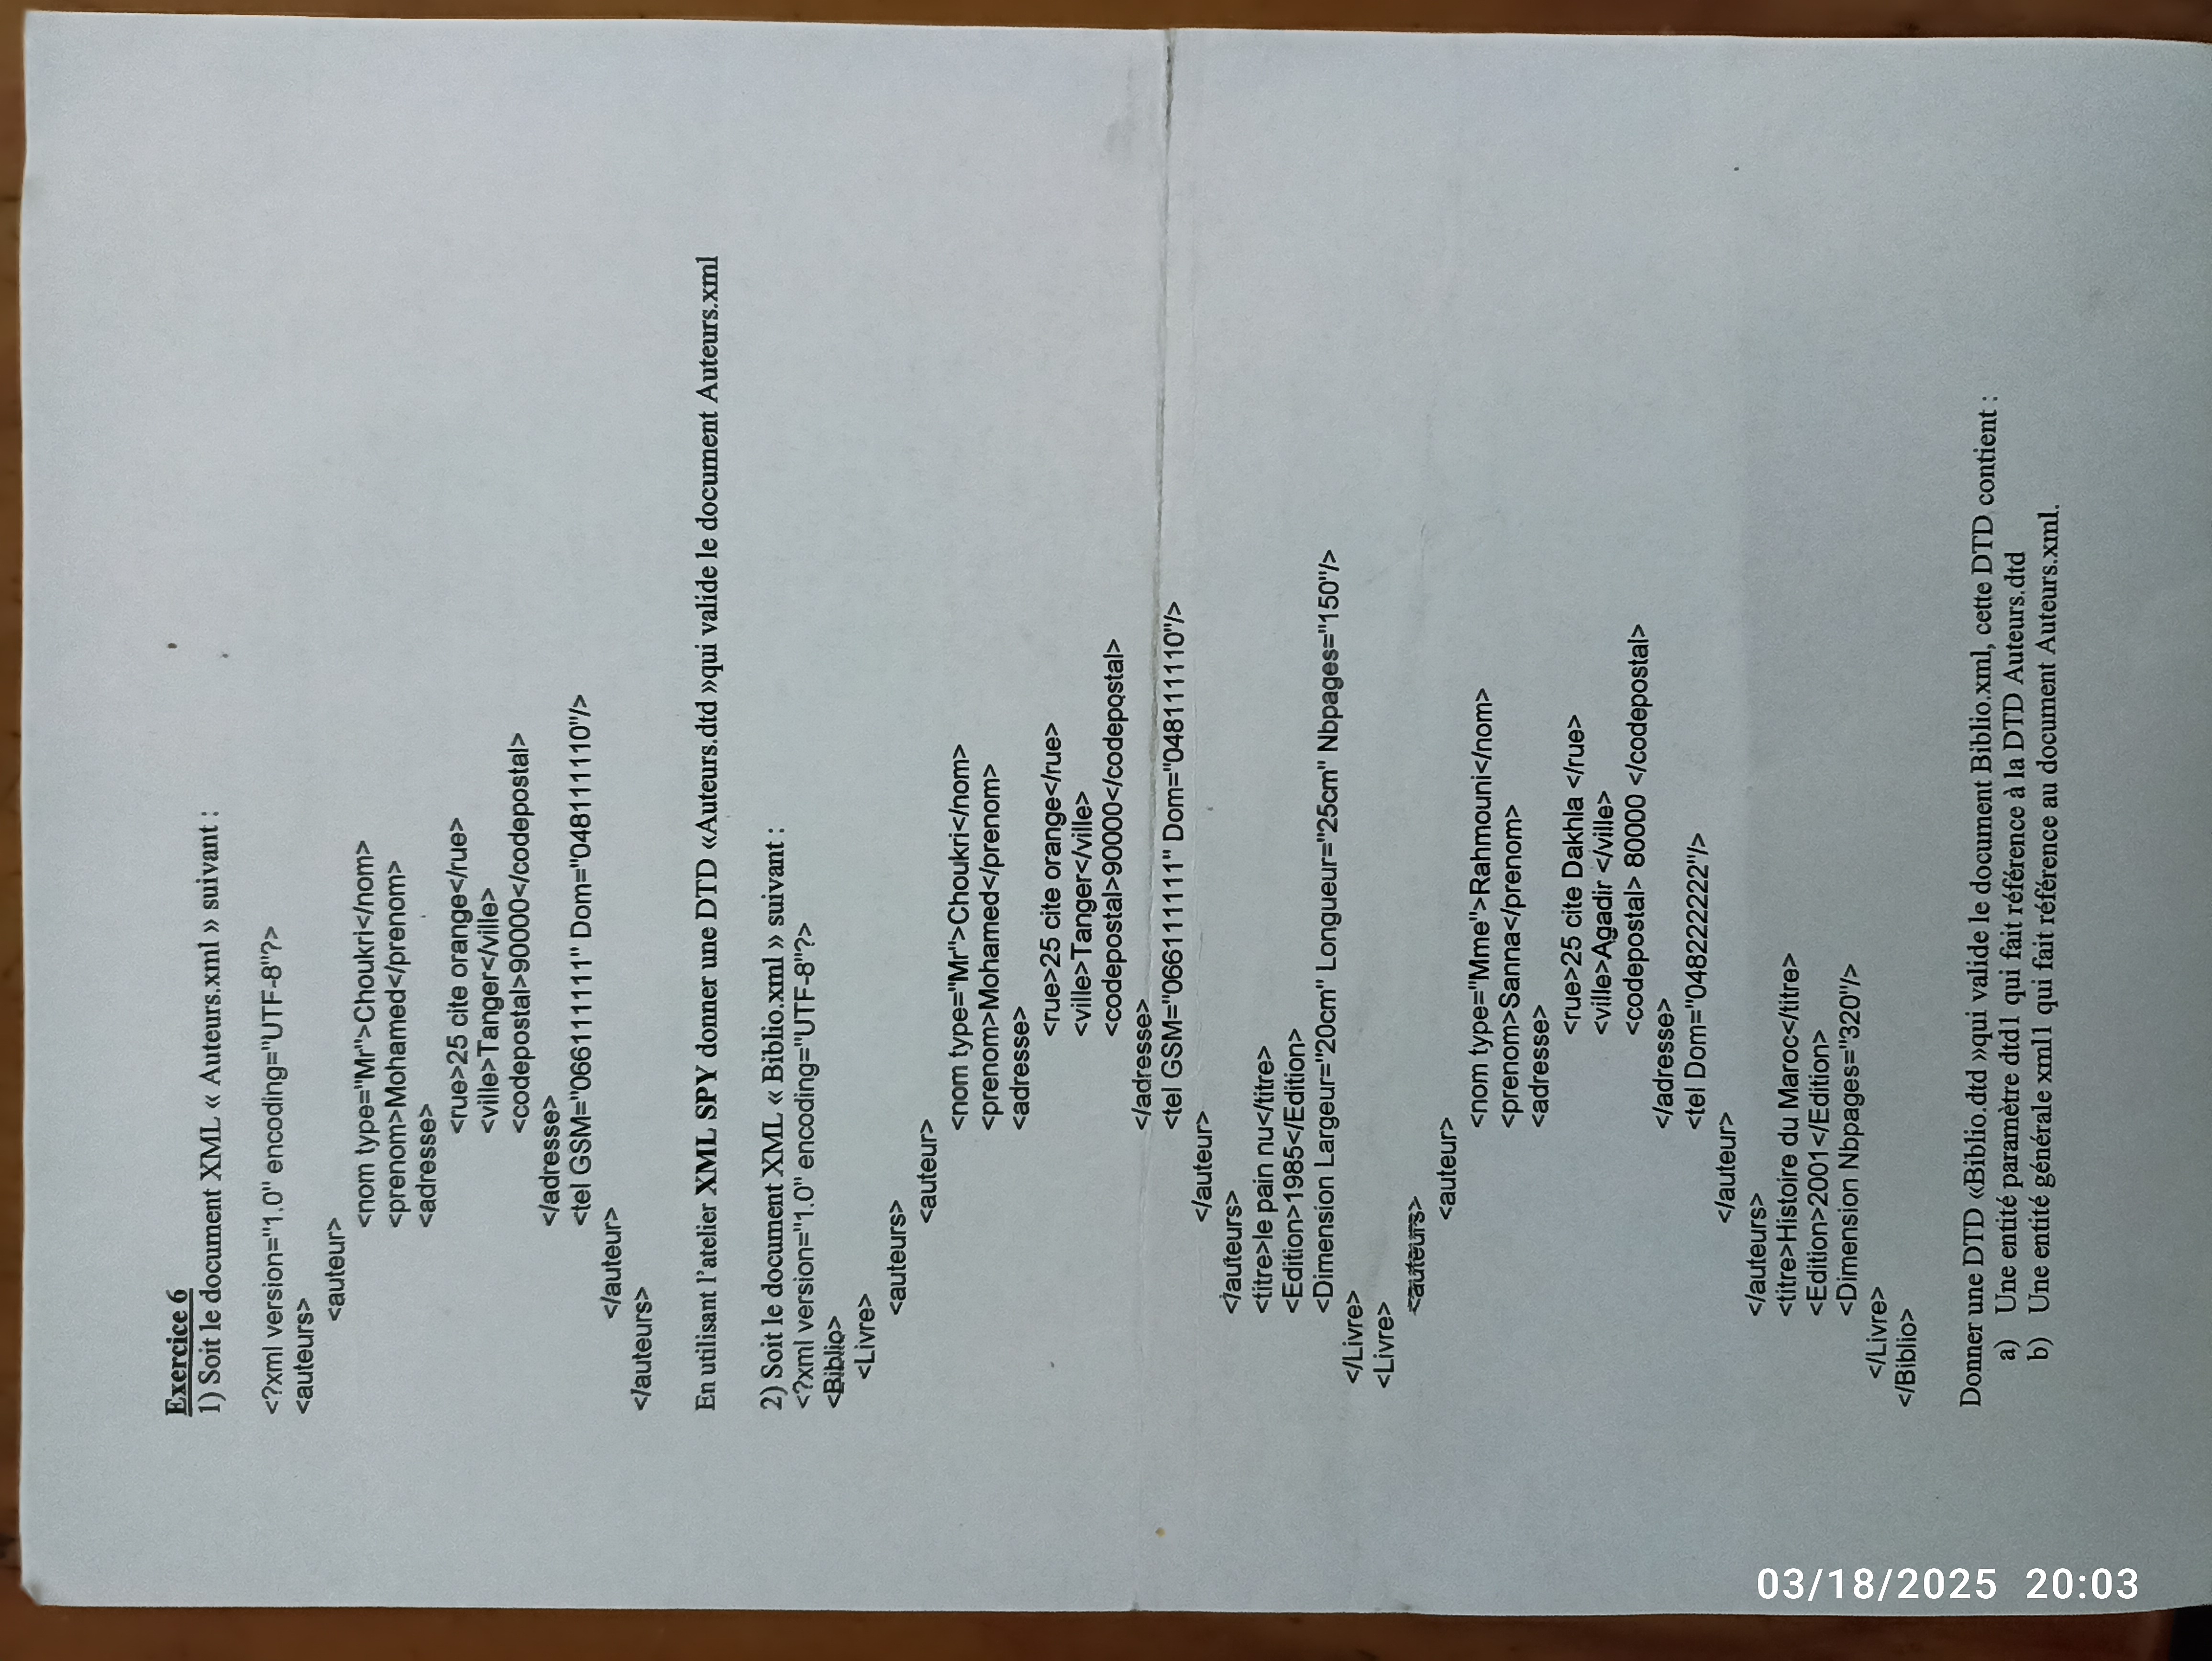 Exercice 6
1) Soit le document XML « Auteurs.xml » suivant :
<?xml version="1.0" encoding="UTF-8"?>
<auteurs>
<auteur>
<nom type="Mr">Choukri</nom>
<prenom>Mohamed</prenom>
<adresse>
<rue>25 cite orange</rue>
<ville>Tanger</ville>
<codepostal>90000</codepostal>
</adresse>
<tel GSM="066111111" Dom="048111110"/>
</auteur>
</auteurs>
En utilisant l'atelier XML SPY donner une DTD «Auteurs.dtd »qui valide le document Auteurs.xml
2) Soit le document XML « Biblio.xml » suivant :
<?xml version="1.0" encoding="UTF-8"?>
<Biblio>
<Livre>
<auteurs>
<auteur>
<nom type="Mr">Choukri</nom>
<prenom>Mohamed</prenom>
<adresse>
<rue>25 cite orange</rue>
<ville>Tanger</ville>
<codepostal>90000</codepostal>
</adresse>
<tel GSM="066111111" Dom="048111110"/>
</auteur>
</auteurs>
<titre>le pain nu</titre>
<Edition>1985</Edition>
<Dimension Largeur="20cm" Longueur="25cm" Nbpages="150"/>
</Livre>
<Livre>
<auteurs>
<auteur>
<nom type="Mme">Rahmouni</nom>
<prenom>Sanna</prenom>
<adresse>
<rue>25 cite Dakhla </rue>
<ville>Agadir </ville>
<codepostal> 80000 </codepostal>
</adresse>
<tel Dom="048222222"/>
</auteur>
</auteurs>
<titre>Histoire du Maroc</titre>
<Edition>2001</Edition>
<Dimension Nbpages="320"/>
</Livre>
</Biblio>
Donner une DTD «Biblio.dtd »qui valide le document Biblio.xml, cette DTD contient :
a) Une entité paramètre dtd1 qui fait référence à la DTD Auteurs.dtd
b) Une entité générale xml1 qui fait référence au document Auteurs.xml.
03/18/2025 20:03